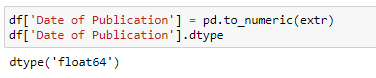 df['Date of Publication'] = pd.to_numeric(extr)
df['Date of Publication'].dtype
dtype('float64')